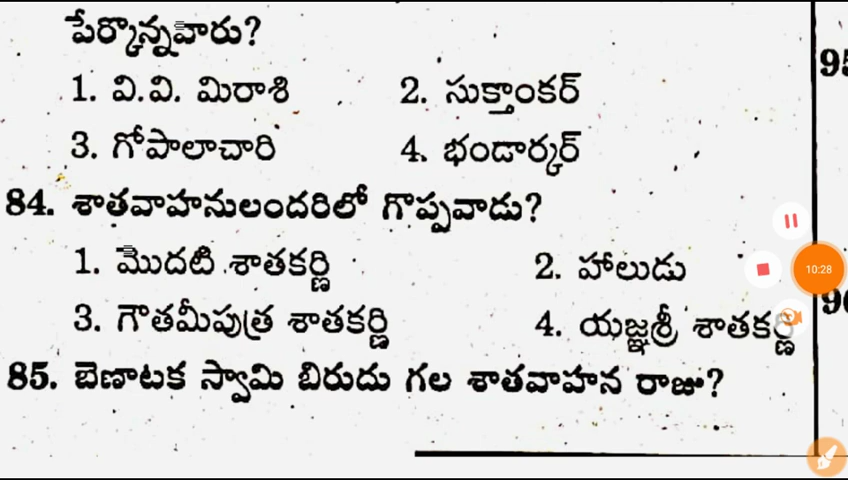 పేర్కొన్నవారు?
1. వి.వి. మిరాశి 2. సుక్తాంకర్
3. గోపాలాచారి 4. భండార్కర్
84. శాతవాహనులందరిలో గొప్పవాడు?
1. మొదటి శాతకర్ణి 2. హాలుడు
3. గౌతమీపుత్ర శాతకర్ణి 4. యజ్ఞశ్రీ శాతకర్ణి
85. బెణాటక స్వామి బిరుదు గల శాతవాహన రాజు?
10:28